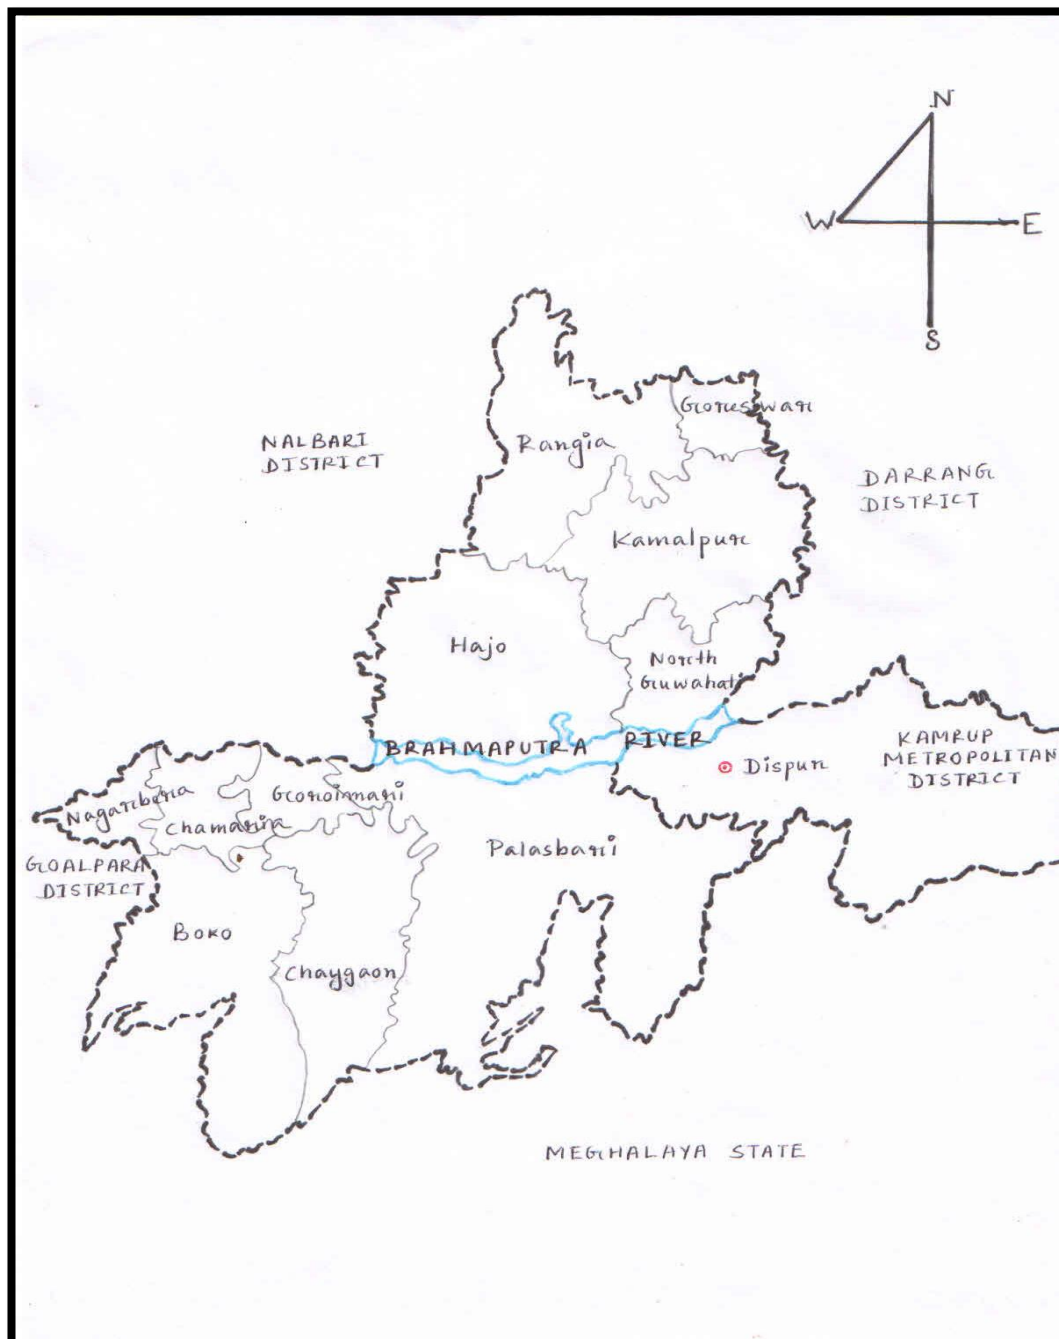 N
W
E
S
NALBARI
DISTRICT
Rangia
Goreswar
DARRANG
DISTRICT
Kamalpur
Hajo
North
Guwahati
BRAHMAPUTRA RIVER
KAMRUP
METROPOLITAN
DISTRICT
Dispur
Nagarbera
Chamaria
Goroimari
Palasbari
GOALPARA
DISTRICT
BOKO
Chaygaon
MEGHALAYA STATE